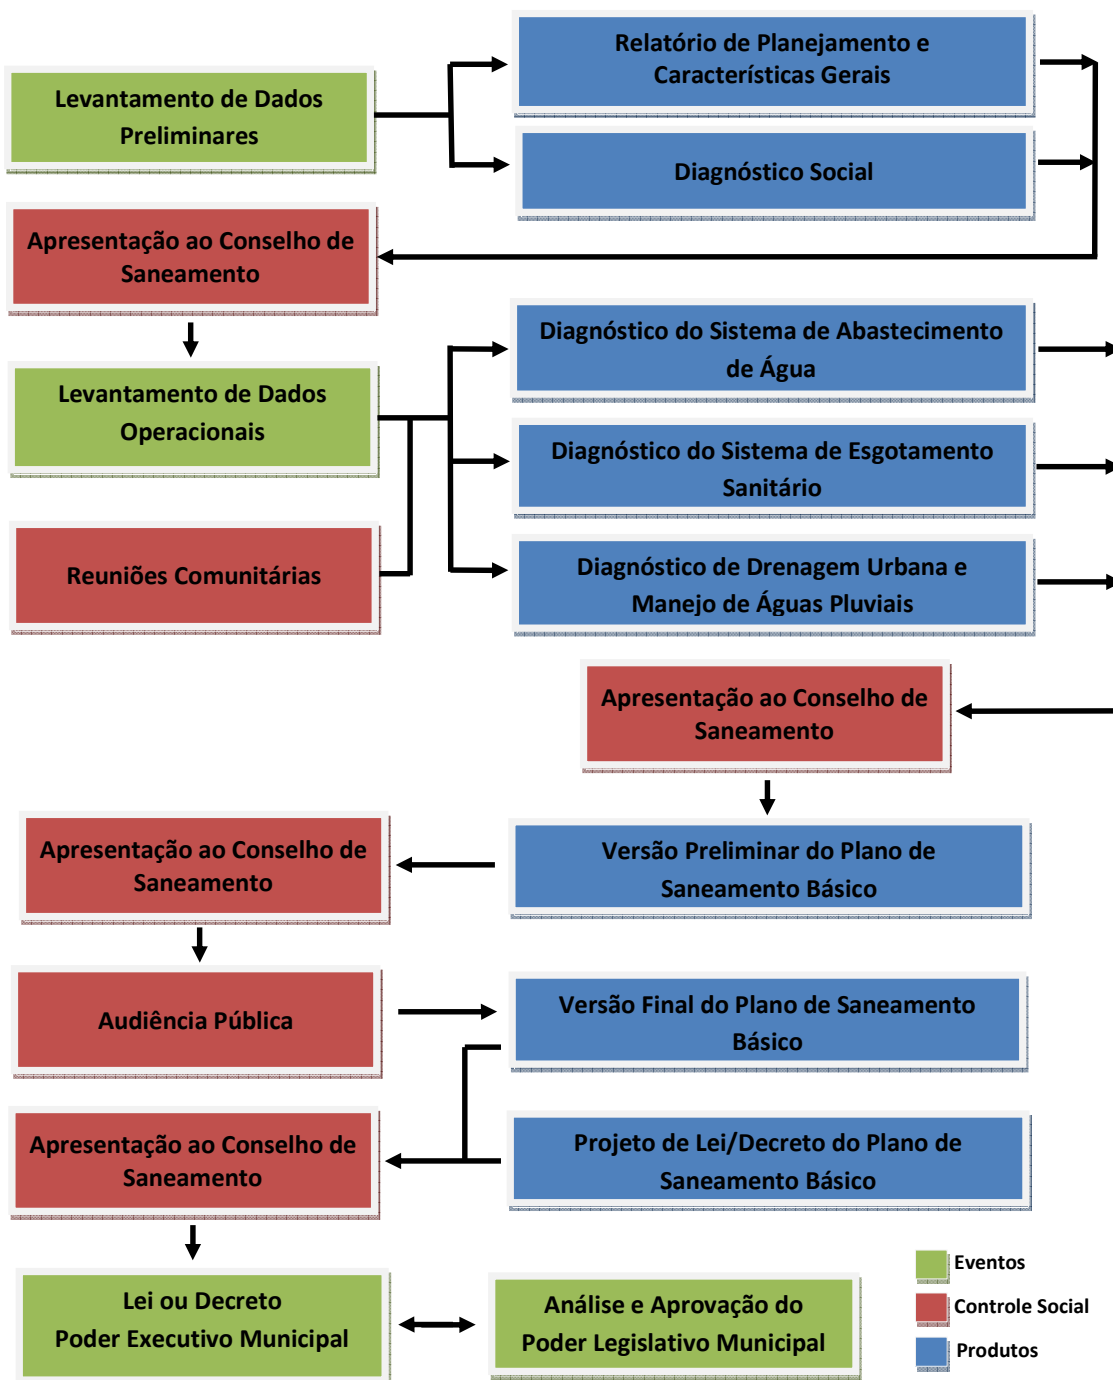 Relatório de Planejamento e
Características Gerais
Levantamento de Dados
Preliminares
Diagnóstico Social
Apresentação ao Conselho de
Saneamento
Diagnóstico do Sistema de Abastecimento
de Água
Levantamento de Dados
Operacionais
Diagnóstico do Sistema de Esgotamento
Sanitário
Reuniões Comunitárias
Diagnóstico de Drenagem Urbana e
Manejo de Águas Pluviais
Apresentação ao Conselho de
Saneamento
Apresentação ao Conselho de
Saneamento
Versão Preliminar do Plano de
Saneamento Básico
Audiência Pública
Versão Final do Plano de Saneamento
Básico
Apresentação ao Conselho de
Saneamento
Projeto de Lei/Decreto do Plano de
Saneamento Básico
Lei ou Decreto
Poder Executivo Municipal
Análise e Aprovação do
Poder Legislativo Municipal
Eventos
Controle Social
Produtos